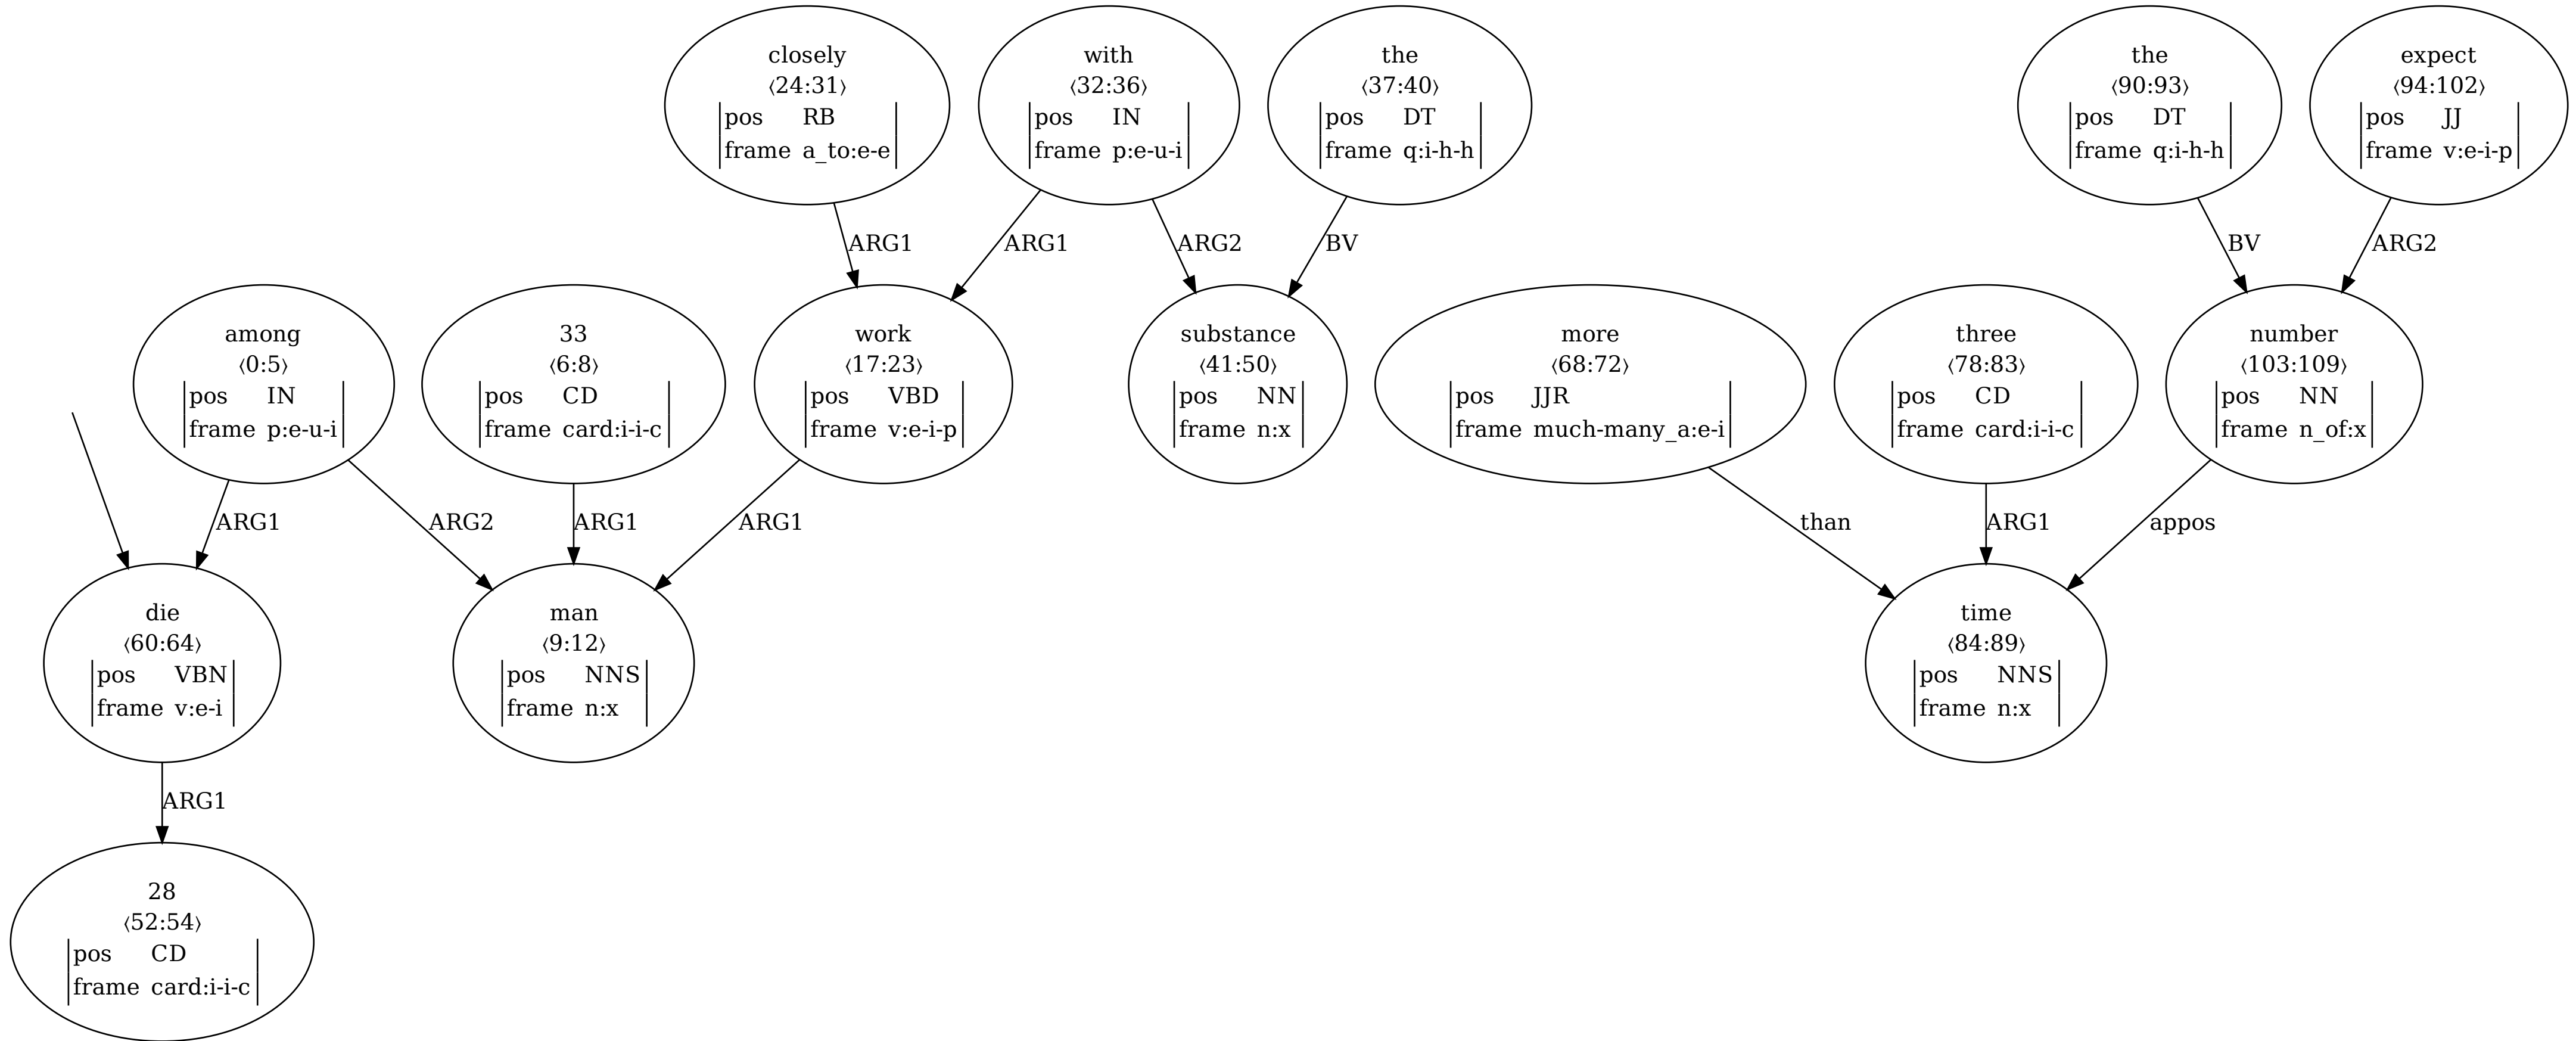 closely
⟨24:31⟩
pos RB
frame a_to:e-e
with
⟨32:36⟩
pos IN
frame p:e-u-i
the
⟨37:40⟩
pos DT
frame q:i-h-h
the
⟨90:93⟩
pos DT
frame q:i-h-h
expect
⟨94:102⟩
pos JJ
frame v:e-i-p
ARG1
ARG1
ARG2
BV
BV
ARG2
among
⟨0:5⟩
pos IN
frame p:e-u-i
33
⟨6:8⟩
pos CD
frame card:i-i-c
work
⟨17:23⟩
pos VBD
frame v:e-i-p
substance
⟨41:50⟩
pos NN
frame n:x
more
⟨68:72⟩
pos JJR
frame much-many_a:e-i
three
⟨78:83⟩
pos CD
frame card:i-i-c
number
⟨103:109⟩
pos NN
frame n_of:x
ARG1
ARG2
ARG1
ARG1
than
ARG1
appos
die
⟨60:64⟩
pos VBN
frame v:e-i
man
⟨9:12⟩
pos NNS
frame n:x
time
⟨84:89⟩
pos NNS
frame n:x
ARG1
28
⟨52:54⟩
pos CD
frame card:i-i-c